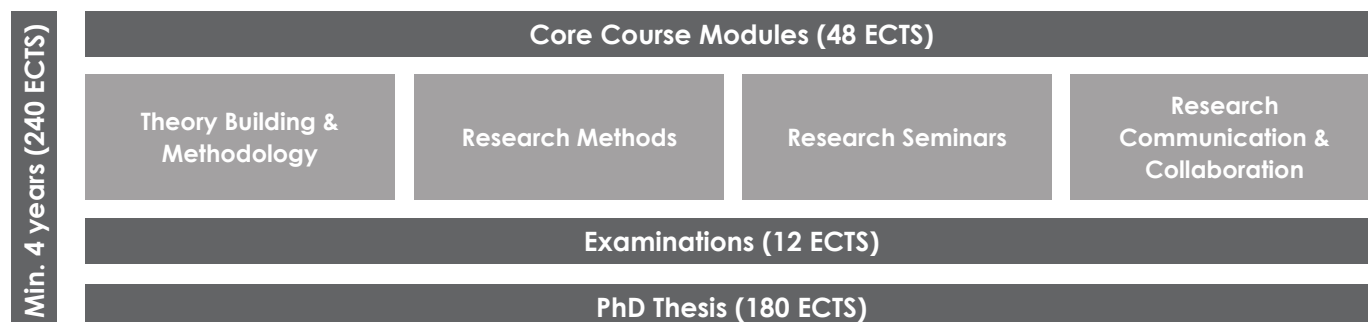 Min. 4 years (240 ECTS)
Core Course Modules (48 ECTS)
Theory Building &
Methodology
Research Methods
Research Seminars
Research
Communication &
Collaboration
Examinations (12 ECTS)
PhD Thesis (180 ECTS)